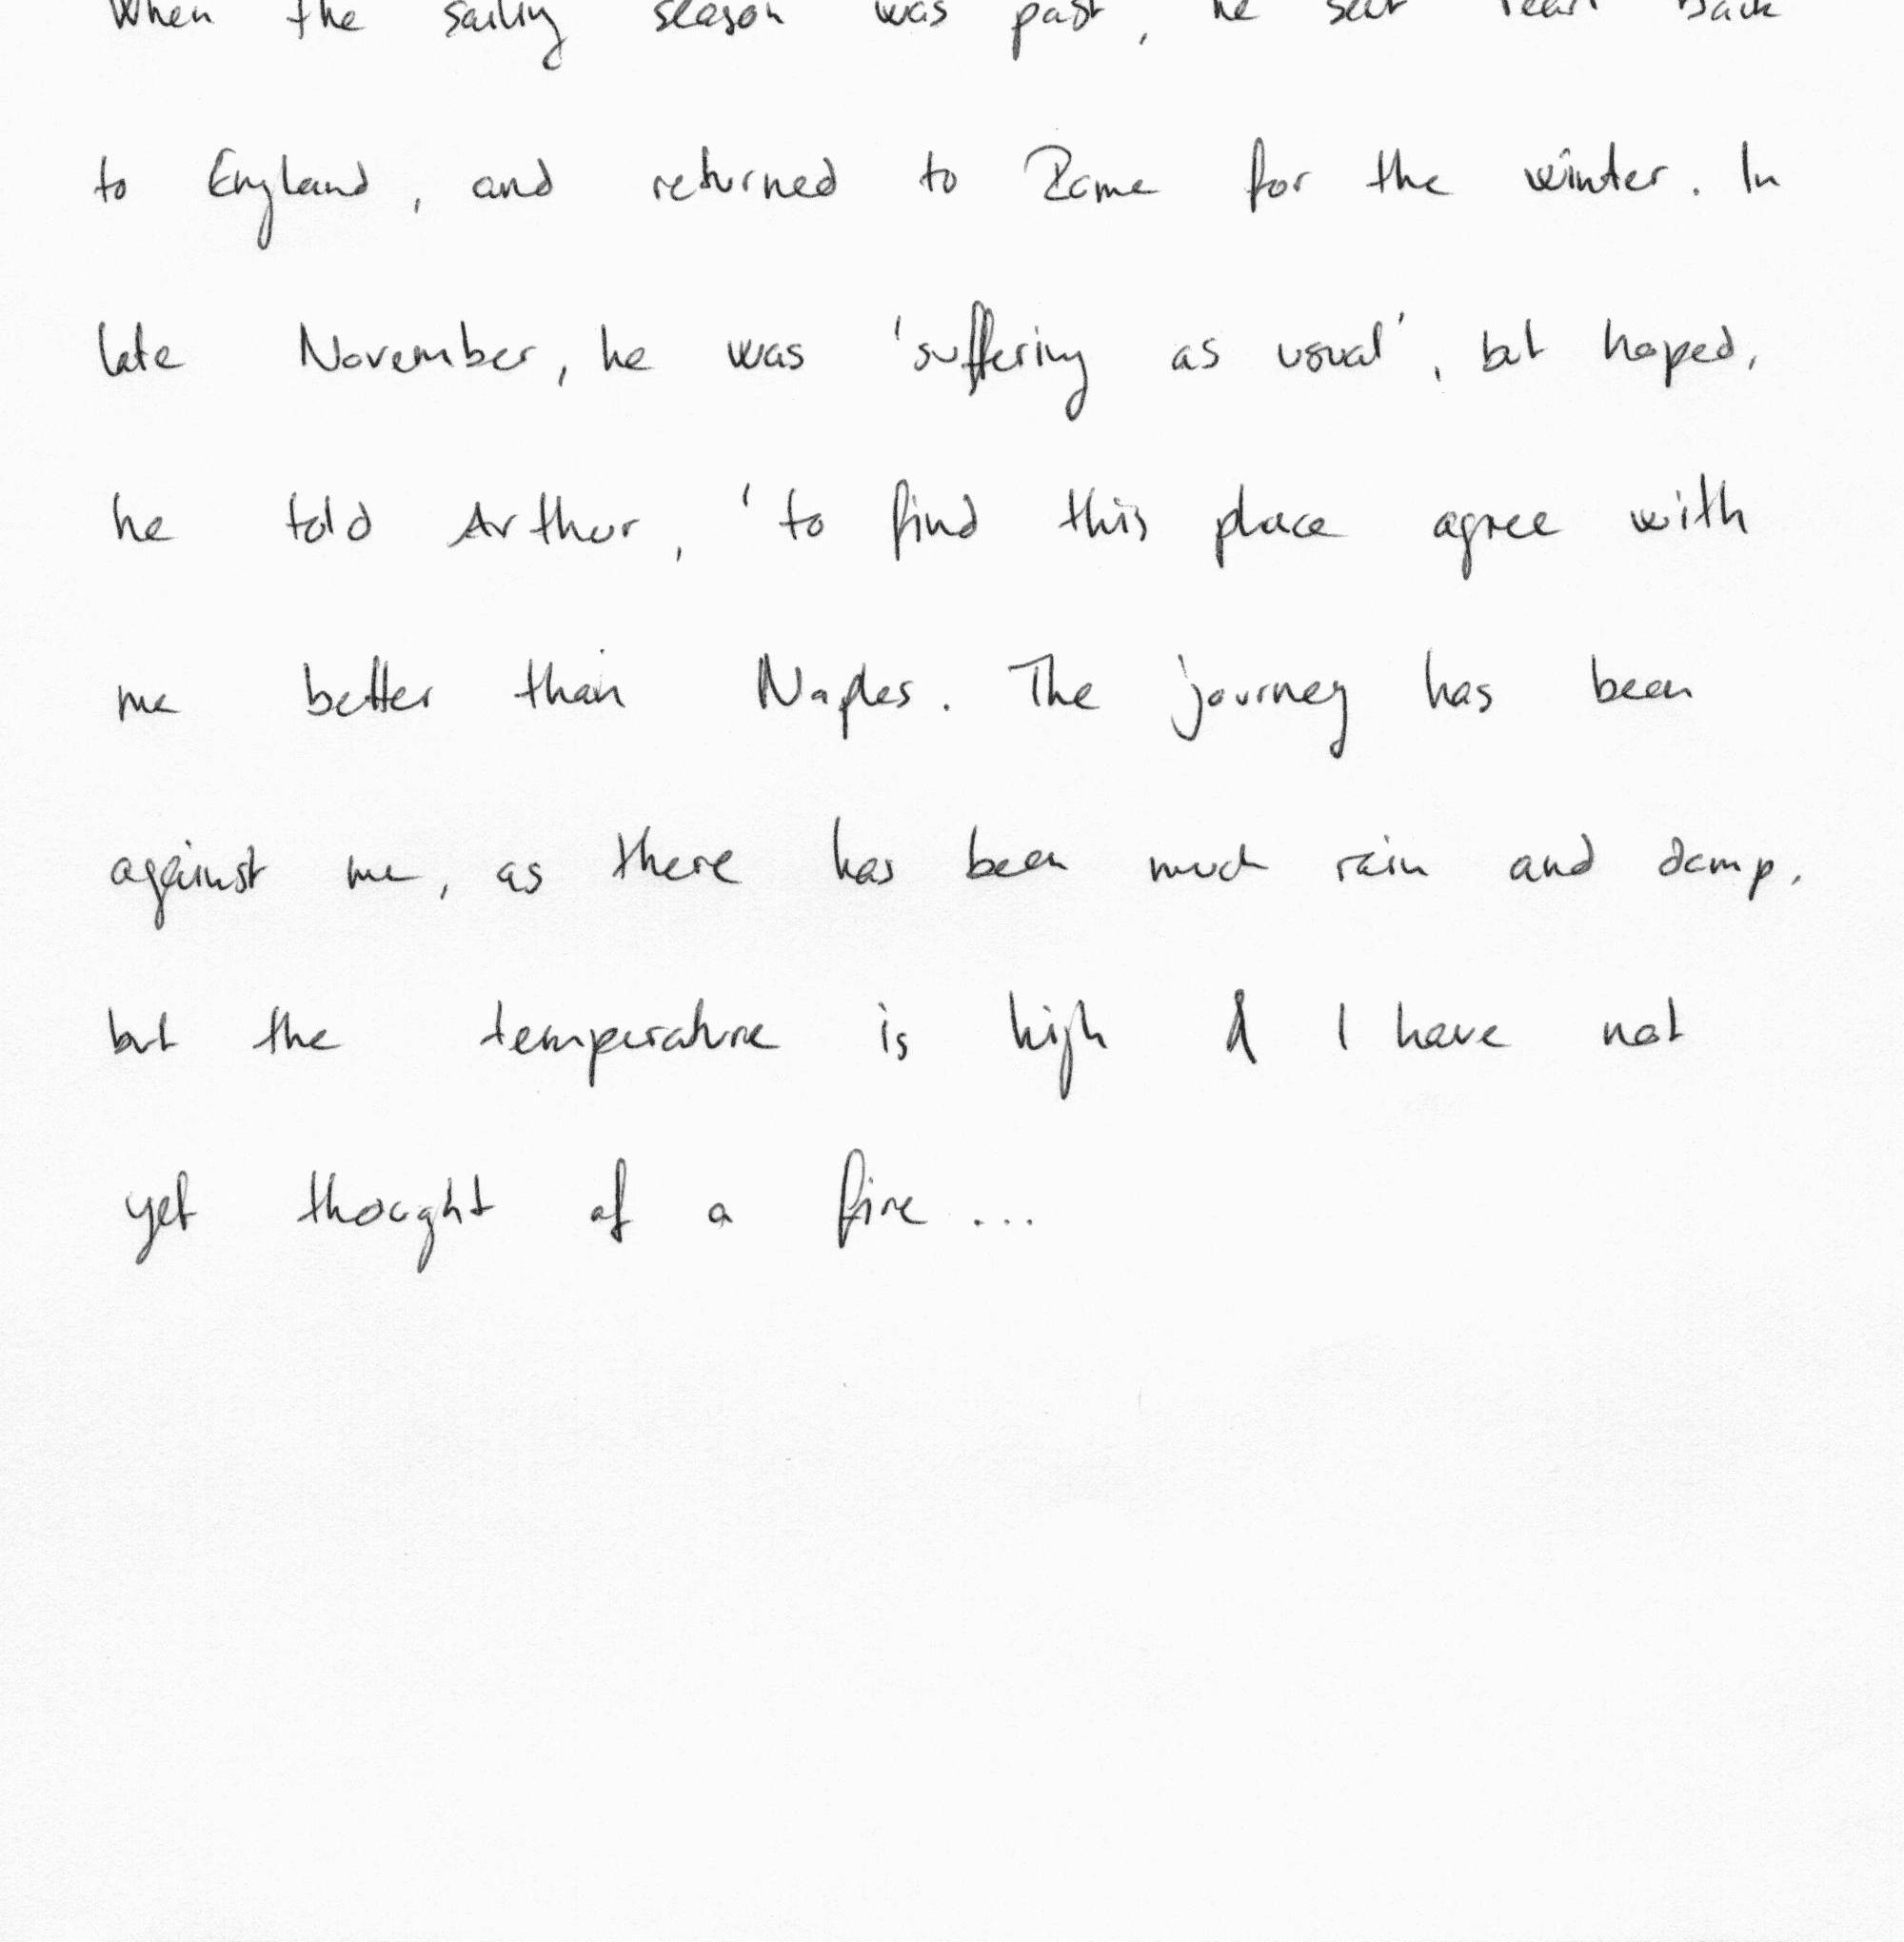 When the sailing season was past, he sent Pearl back
to England, and returned to Rome for the winter. In
late November, he was 'suffering as usual', but hoped,
he told Arthur, 'to find this place agree with
me better than Naples. The journey has been
against me, as there has been much rain and damp,
but the temperature is high & I have not
yet thought of a fire...